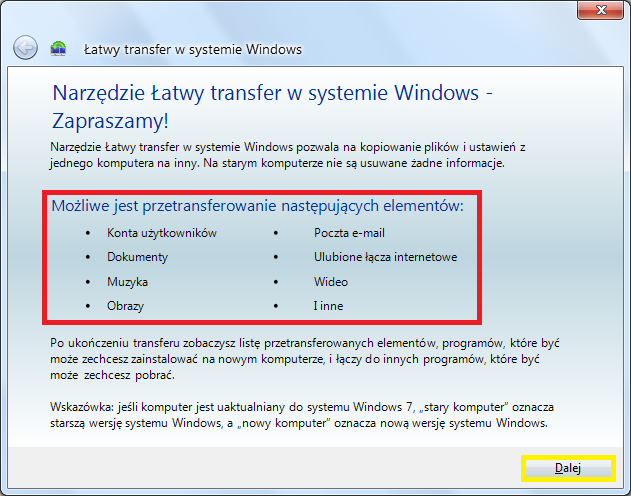 Łatwy transfer w systemie Windows
Narzędzie Łatwy transfer w systemie Windows -
Zapraszamy!
Narzędzie Łatwy transfer w systemie Windows pozwala na kopiowanie plików i ustawień z
jednego komputera na inny. Na starym komputerze nie są usuwane żadne informacje.
Możliwe jest przetransferowanie następujących elementów:
• Konta użytkowników • Poczta e-mail
• Dokumenty • Ulubione łącza internetowe
• Muzyka • Wideo
• Obrazy • I inne
Po ukończeniu transferu zobaczysz listę przetransferowanych elementów, programów, które być
może zechcesz zainstalować na nowym komputerze, i łączy do innych programów, które być
może zechcesz pobrać.
Wskazówka: jeśli komputer jest uaktualniany do systemu Windows 7, „stary komputer” oznacza
starszą wersję systemu Windows, a „nowy komputer” oznacza nową wersję systemu Windows.
Dalej